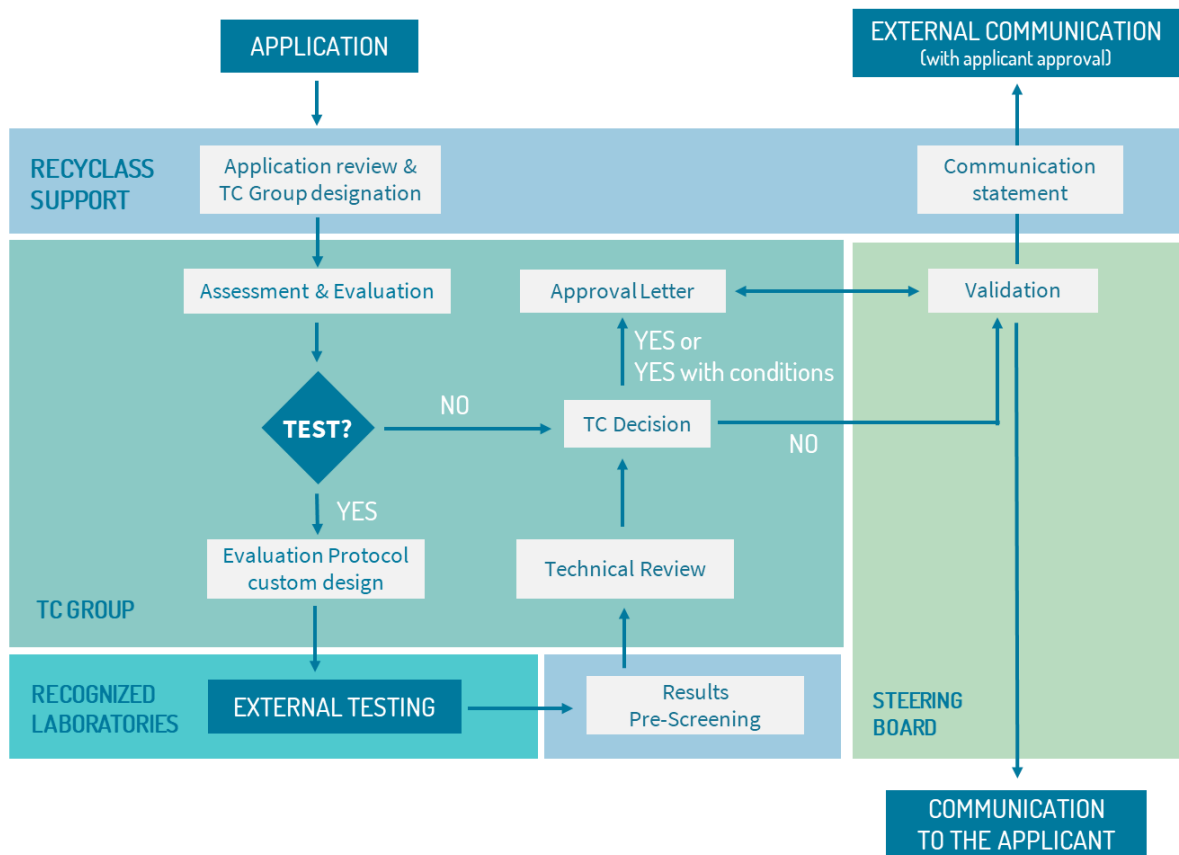 APPLICATION
EXTERNAL COMMUNICATION
(with applicant approval)
RECYCLASS
SUPPORT
Application review &
TC Group designation
Communication
statement
Assessment & Evaluation
Approval Letter
Validation
YES or
YES with conditions
TEST?
NO
TC Decision
NO
YES
Evaluation Protocol
custom design
Technical Review
TC GROUP
RECOGNIZED
LABORATORIES
EXTERNAL TESTING
Results
Pre-Screening
STEERING
BOARD
COMMUNICATION
TO THE APPLICANT